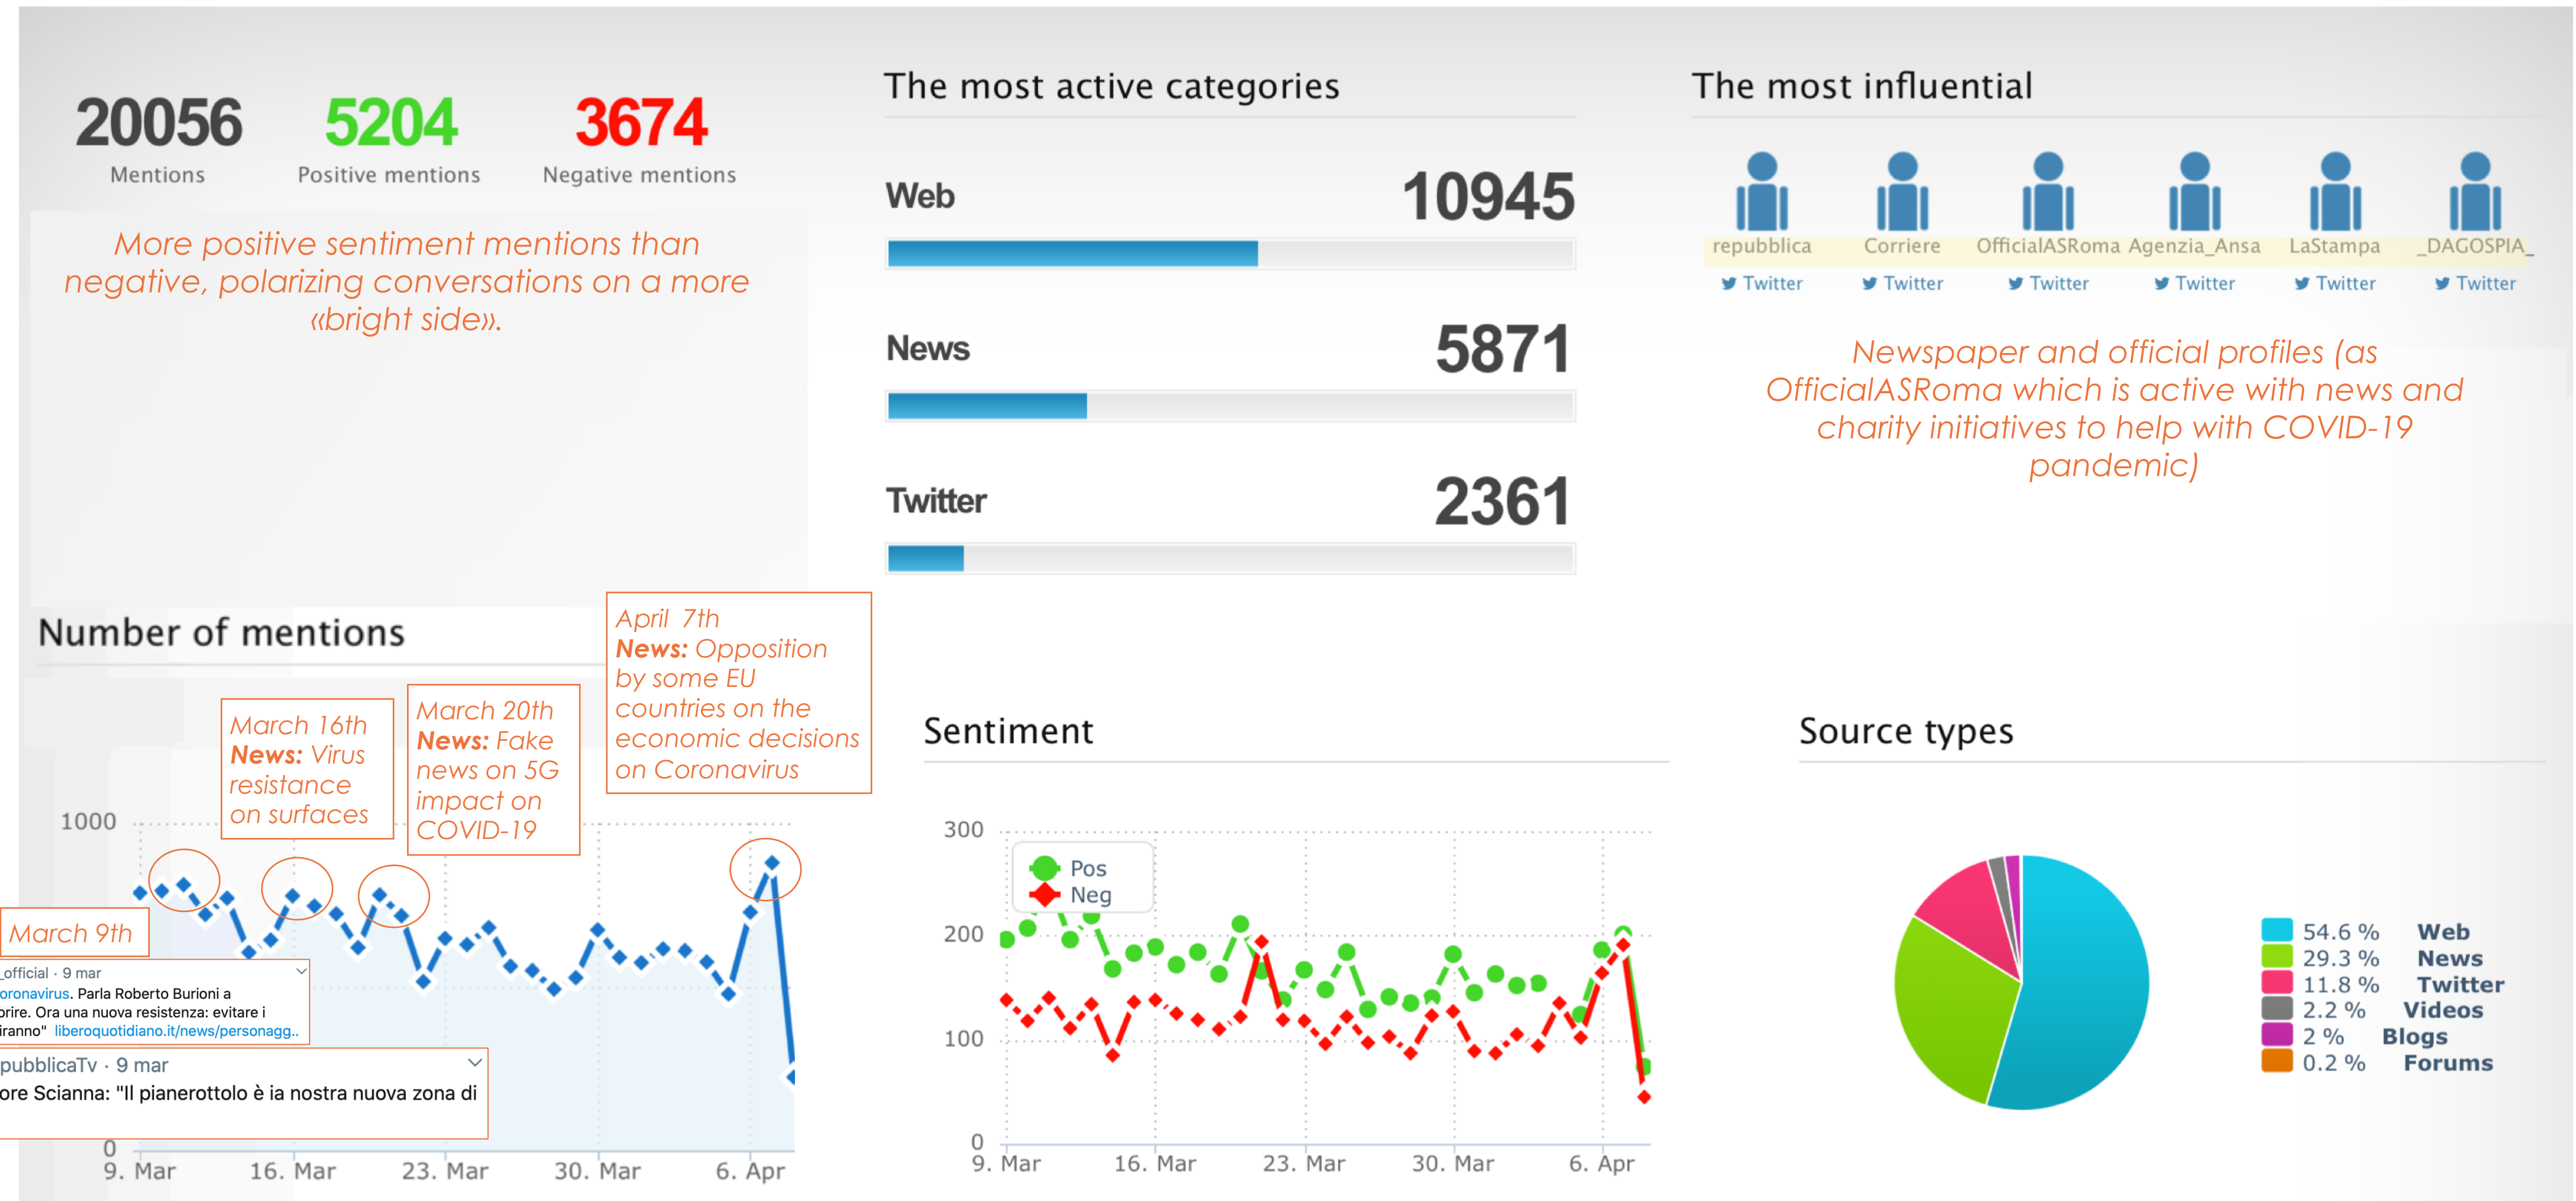 20056
Mentions
5204
Positive mentions
3674
Negative mentions
More positive sentiment mentions than
negative, polarizing conversations on a more
«bright side».
The most active categories
Web 10945
News 5871
Twitter 2361
The most influential
repubblica Corriere OfficialASRoma Agenzia_Ansa LaStampa _DAGOSPIA_
Twitter Twitter Twitter Twitter Twitter Twitter
Newspaper and official profiles (as
OfficialASRoma which is active with news and
charity initiatives to help with COVID-19
pandemic)
Number of mentions
March 16th
News: Virus
resistance
on surfaces
March 20th
News: Fake
news on 5G
impact on
COVID-19
April 7th
News: Opposition
by some EU
countries on the
economic decisions
on Coronavirus
1000
March 9th
_official · 9 mar
oronavirus. Parla Roberto Burioni a
orire. Ora una nuova resistenza: evitare i
iranno" liberoquotidiano.it/news/personagg..
pubblicaTv · 9 mar
ore Scianna: "Il pianerottolo è ia nostra nuova zona di
0
9. Mar 16. Mar 23. Mar 30. Mar 6. Apr
Sentiment
300
Pos
Neg
200
100
0
9. Mar 16. Mar 23. Mar 30. Mar 6. Apr
Source types
54.6 % Web
29.3 % News
11.8 % Twitter
2.2 % Videos
2 % Blogs
0.2 % Forums